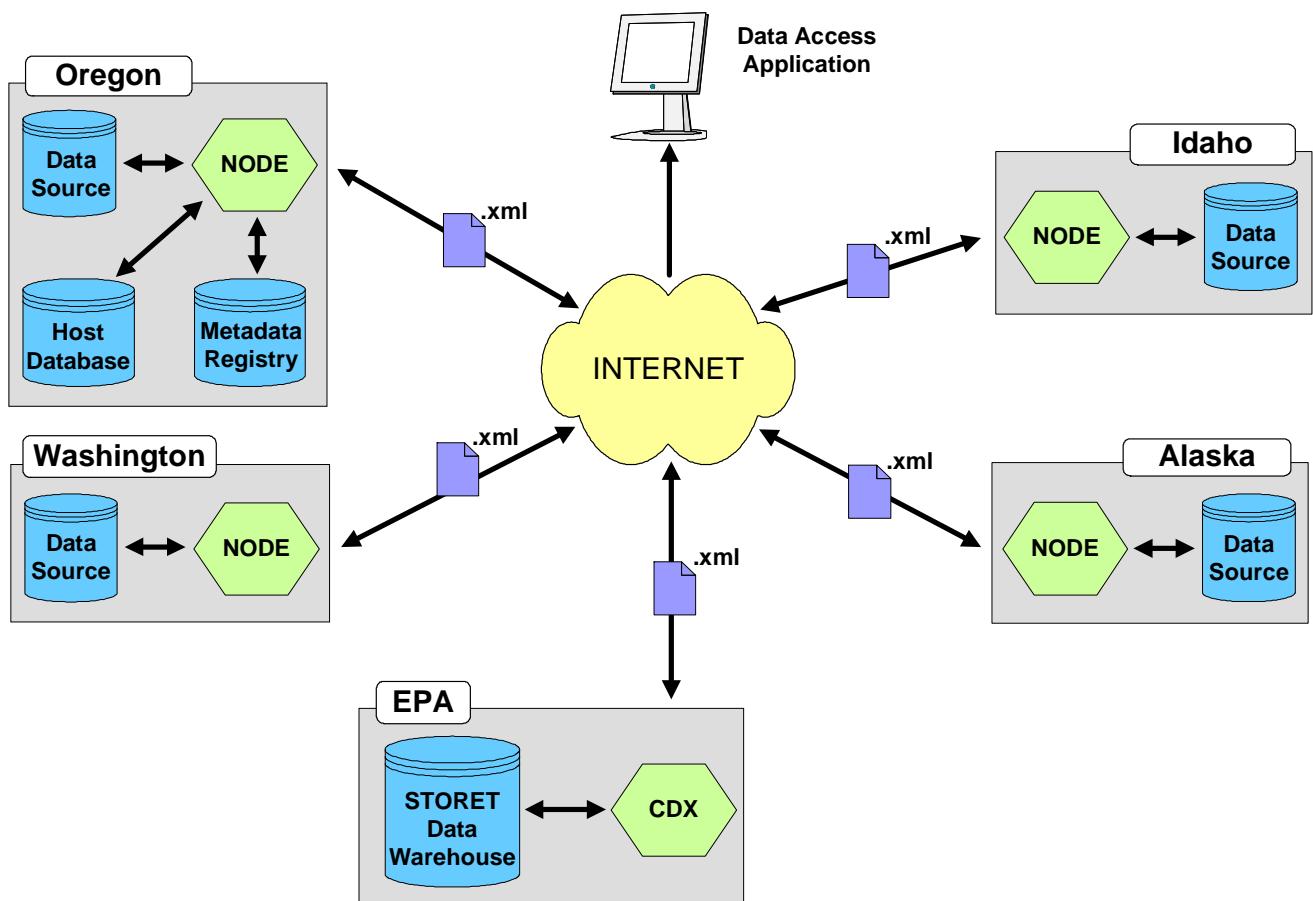 Data Access
Application
Oregon
Data
Source
NODE
Host
Database
Metadata
Registry
.xml
Idaho
NODE
Data
Source
.xml
INTERNET
Washington
Data
Source
NODE
.xml
Alaska
NODE
Data
Source
.xml
.xml
EPA
STORET
Data
Warehouse
CDX